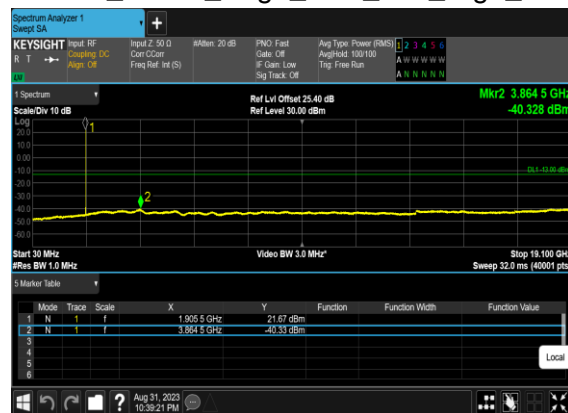 Spectrum Analyzer 1
Swept SA
+
KEYSIGHT Input: RF Input Z: 50 Ω #Atten: 20 dB PNO: Fast Avg Type: Power (RMS) 1 2 3 4 5 6
R T Coupling: DC Corr CCorr Gate: Off Avg|Hold: 100/100 A W W W W W
Align: Off Freq Ref: Int (S) IF Gain: Low Trig: Free Run
LM Sig Track: Off A N N N N N
1 Spectrum Ref Lvl Offset 25.40 dB Mkr2 3.864 5 GHz
Scale/Div 10 dB Ref Level 30.00 dBm -40.328 dBm
Log
1
20.0
10.0
0.00
-10.0
DL1 -13.00 dBm
-20.0
-30.0
2
-40.0
-50.0
-60.0
Start 30 MHz Video BW 3.0 MHz* Stop 19.100 GHz
#Res BW 1.0 MHz Sweep 32.0 ms (40001 pts)
5 Marker Table
Mode Trace Scale X Y Function Function Width Function Value
1 N 1 f 1.905 5 GHz 21.67 dBm
2 N 1 f 3.864 5 GHz -40.33 dBm
3
4
5
6
Local
? Aug 31, 2023
10:39:21 PM